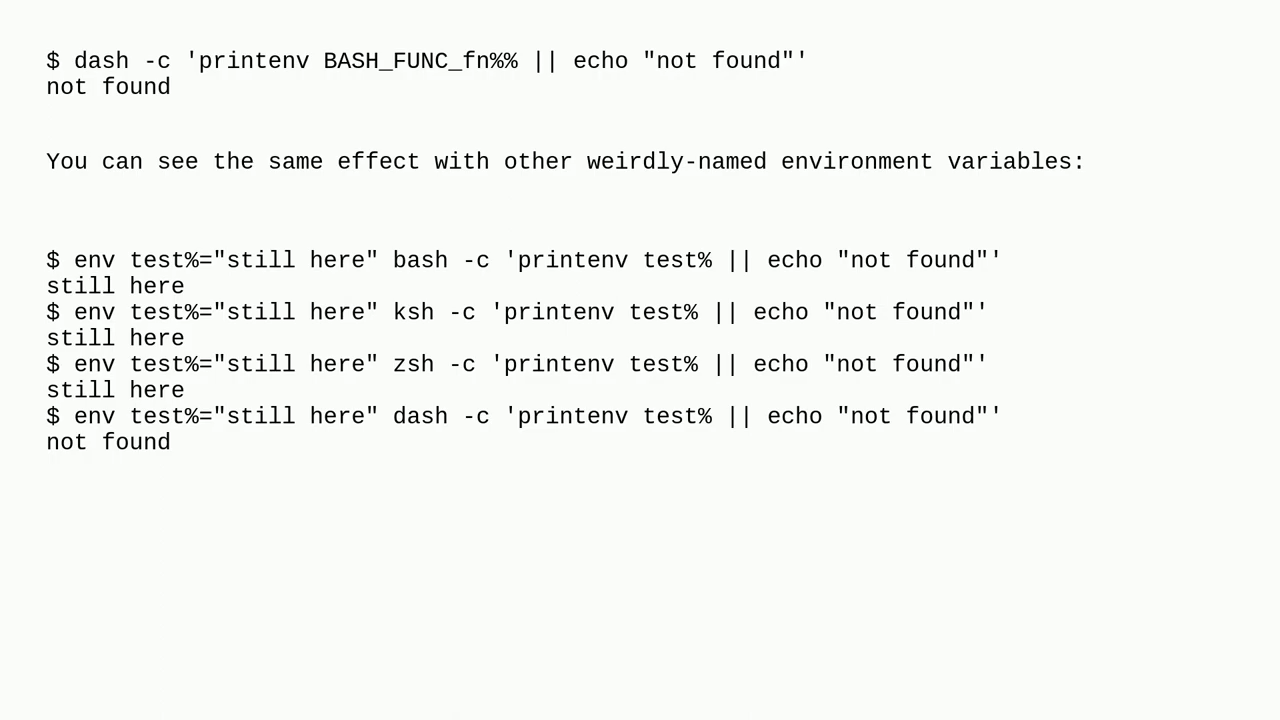 $ dash -c 'printenv BASH_FUNC_fn%% || echo "not found"'
not found
You can see the same effect with other weirdly-named environment variables:
$ env test%="still here" bash -c 'printenv test% || echo "not found"'
still here
$ env test%="still here" ksh -c 'printenv test% || echo "not found"'
still here
$ env test%="still here" zsh -c 'printenv test% || echo "not found"'
still here
$ env test%="still here" dash -c 'printenv test% || echo "not found"'
not found